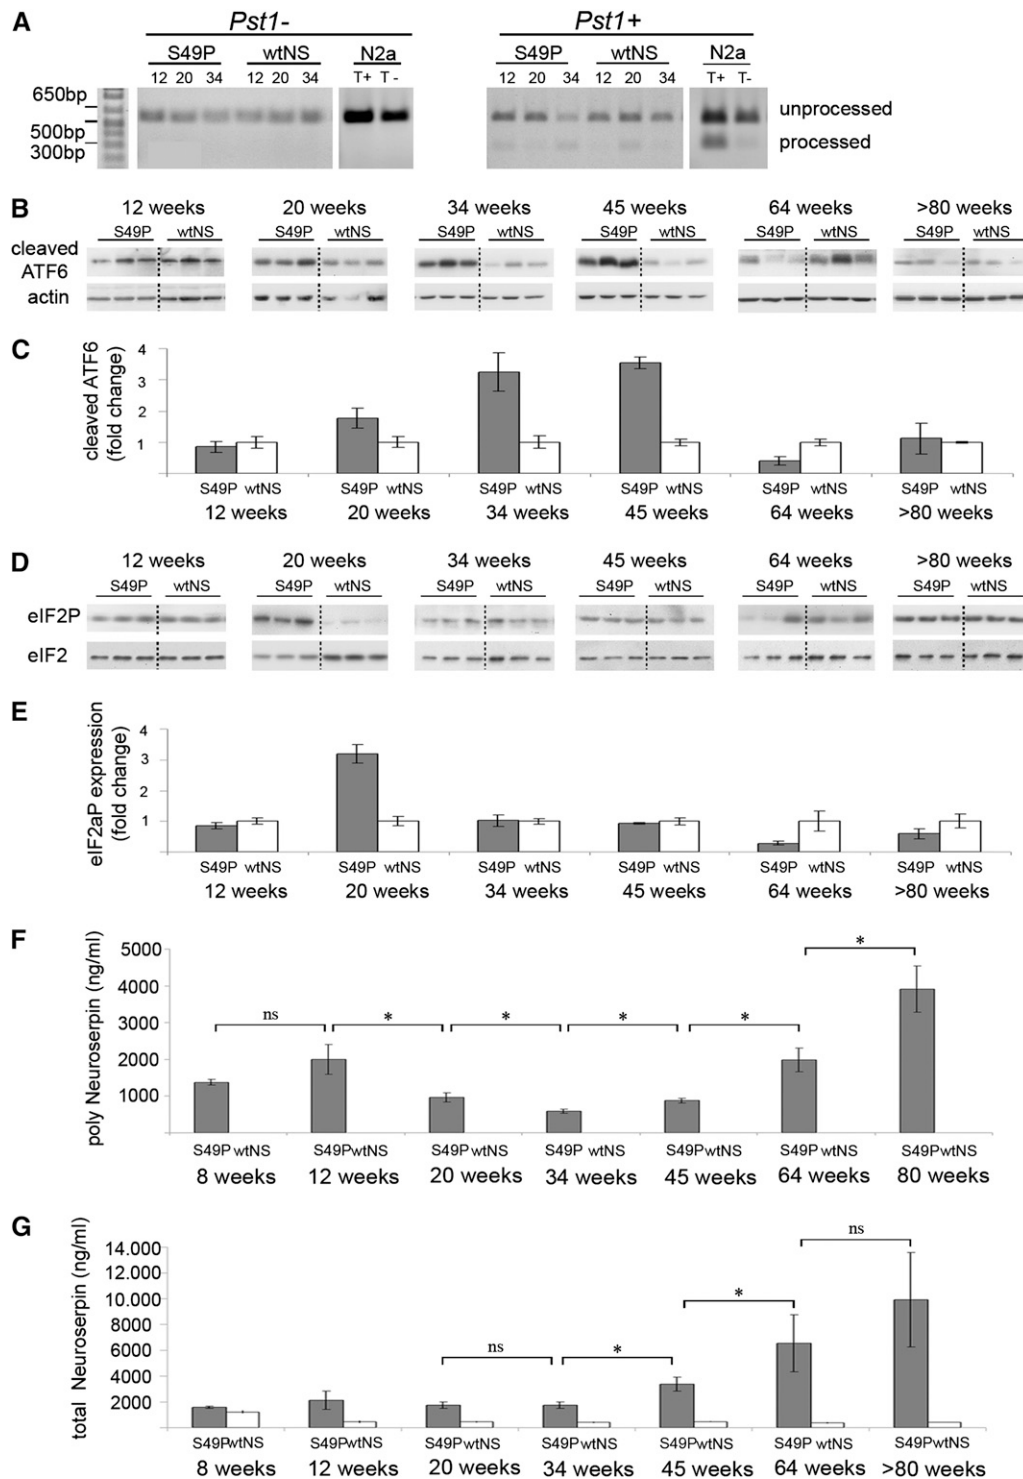 A
Pst1- Pst1+
S49P wtNS N2a S49P wtNS N2a
12 20 34 12 20 34 T+ T - 12 20 34 12 20 34 T+ T-
650bp
500bp
300bp
unprocessed
processed
B
12 weeks 20 weeks 34 weeks 45 weeks 64 weeks >80 weeks
S49P wtNS S49P wtNS S49P wtNS S49P wtNS S49P wtNS S49P wtNS
cleaved
ATF6
actin
C
cleaved ATF6
(fold change)
4
3
2
1
S49P wtNS S49P wtNS S49P wtNS S49P wtNS S49P wtNS S49P wtNS
12 weeks 20 weeks 34 weeks 45 weeks 64 weeks >80 weeks
D
12 weeks 20 weeks 34 weeks 45 weeks 64 weeks >80 weeks
S49P wtNS S49P wtNS S49P wtNS S49P wtNS S49P wtNS S49P wtNS
eIF2P
eIF2
E
eIF2aP expression
(fold change)
4
3
2
1
S49P wtNS S49P wtNS S49P wtNS S49P wtNS S49P wtNS S49P wtNS
12 weeks 20 weeks 34 weeks 45 weeks 64 weeks >80 weeks
F
poly Neuroserpin (ng/ml)
5000
4000
3000
2000
1000
ns * * * * *
S49PwtNS S49PwtNS S49PwtNS S49P wtNS S49PwtNS S49P wtNS S49PwtNS
8 weeks 12 weeks 20 weeks 34 weeks 45 weeks 64 weeks 80 weeks
G
total Neuroserpin (ng/ml)
14.000
12.000
10.000
8000
6000
4000
2000
ns * * ns
S49PwtNS S49PwtNS S49PwtNS S49PwtNS S49PwtNS S49P wtNS S49PwtNS
8 weeks 12 weeks 20 weeks 34 weeks 45 weeks 64 weeks >80 weeks